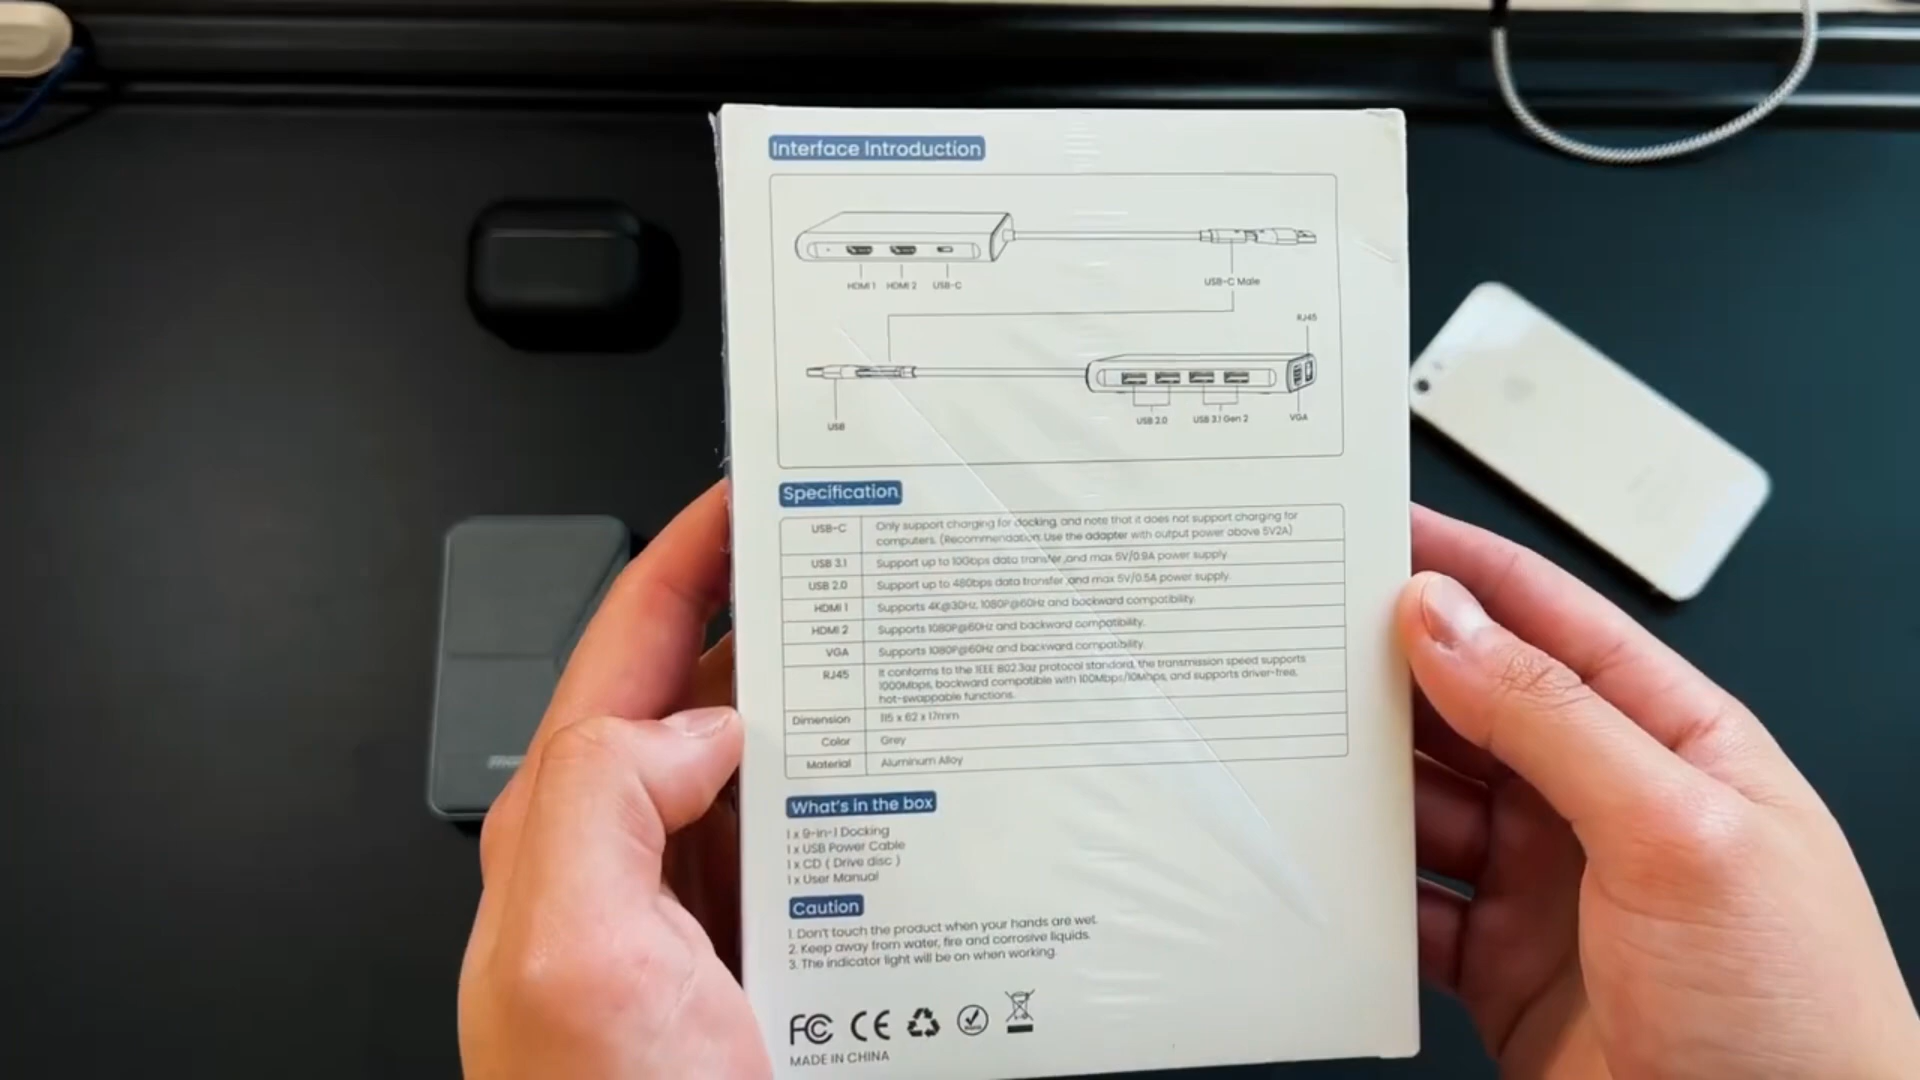 Interface Introduction
HDMI 1 HDMI 2 USB-C
USB-C Male
RJ45
USB
USB 2.0 USB 3.1 Gen 2 VGA
Specification
USB-C Only support charging for docking, and note that it does not support charging for
computers. (Recommendation: Use the adapter with output power above 5V2A)
USB 3.1 Support up to 10Gbps data transfer, and max 5V/0.9A power supply.
USB 2.0 Support up to 480bps data transfer, and max 5V/0.5A power supply.
HDMI 1 Supports 4K@30Hz, 1080P@60Hz and backward compatibility.
HDMI 2 Supports 1080P@60Hz and backward compatibility.
VGA Supports 1080P@60Hz and backward compatibility.
RJ45 It conforms to the IEEE 802.3az protocol standard, the transmission speed supports
1000Mbps, backward compatible with 100Mbps/10Mbps, and supports driver-free,
hot-swappable functions.
Dimension 115 x 62 x 17mm
Color Grey
Material Aluminum Alloy
What's in the box
1 x 9-in-1 Docking
1 x USB Power Cable
1 x CD ( Drive disc )
1 x User Manual
Caution
1. Don't touch the product when your hands are wet.
2. Keep away from water, fire and corrosive liquids.
3. The indicator light will be on when working.
FC CE
MADE IN CHINA